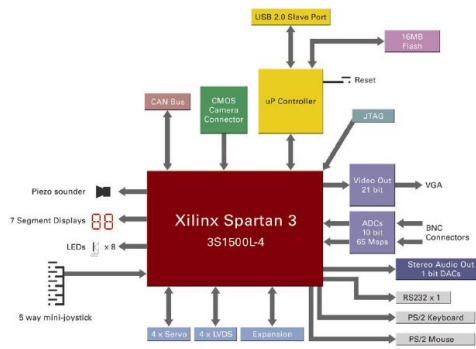 USB 2.0 Slave Port
16MB
Flash
CAN Bus
CMOS
Camera
Connector
uP Controller
Reset
JTAG
Piezo sounder
7 Segment Displays
LEDs
x 8
5 way mini-joystick
Xilinx Spartan 3
3S1500L-4
Video Out
21 bit
VGA
ADCs
10 bit
65 Msps
BNC
Connectors
Stereo Audio Out
1 bit DACs
RS232 x 1
PS/2 Keyboard
PS/2 Mouse
4 x Servo
4 x LVDS
Expansion